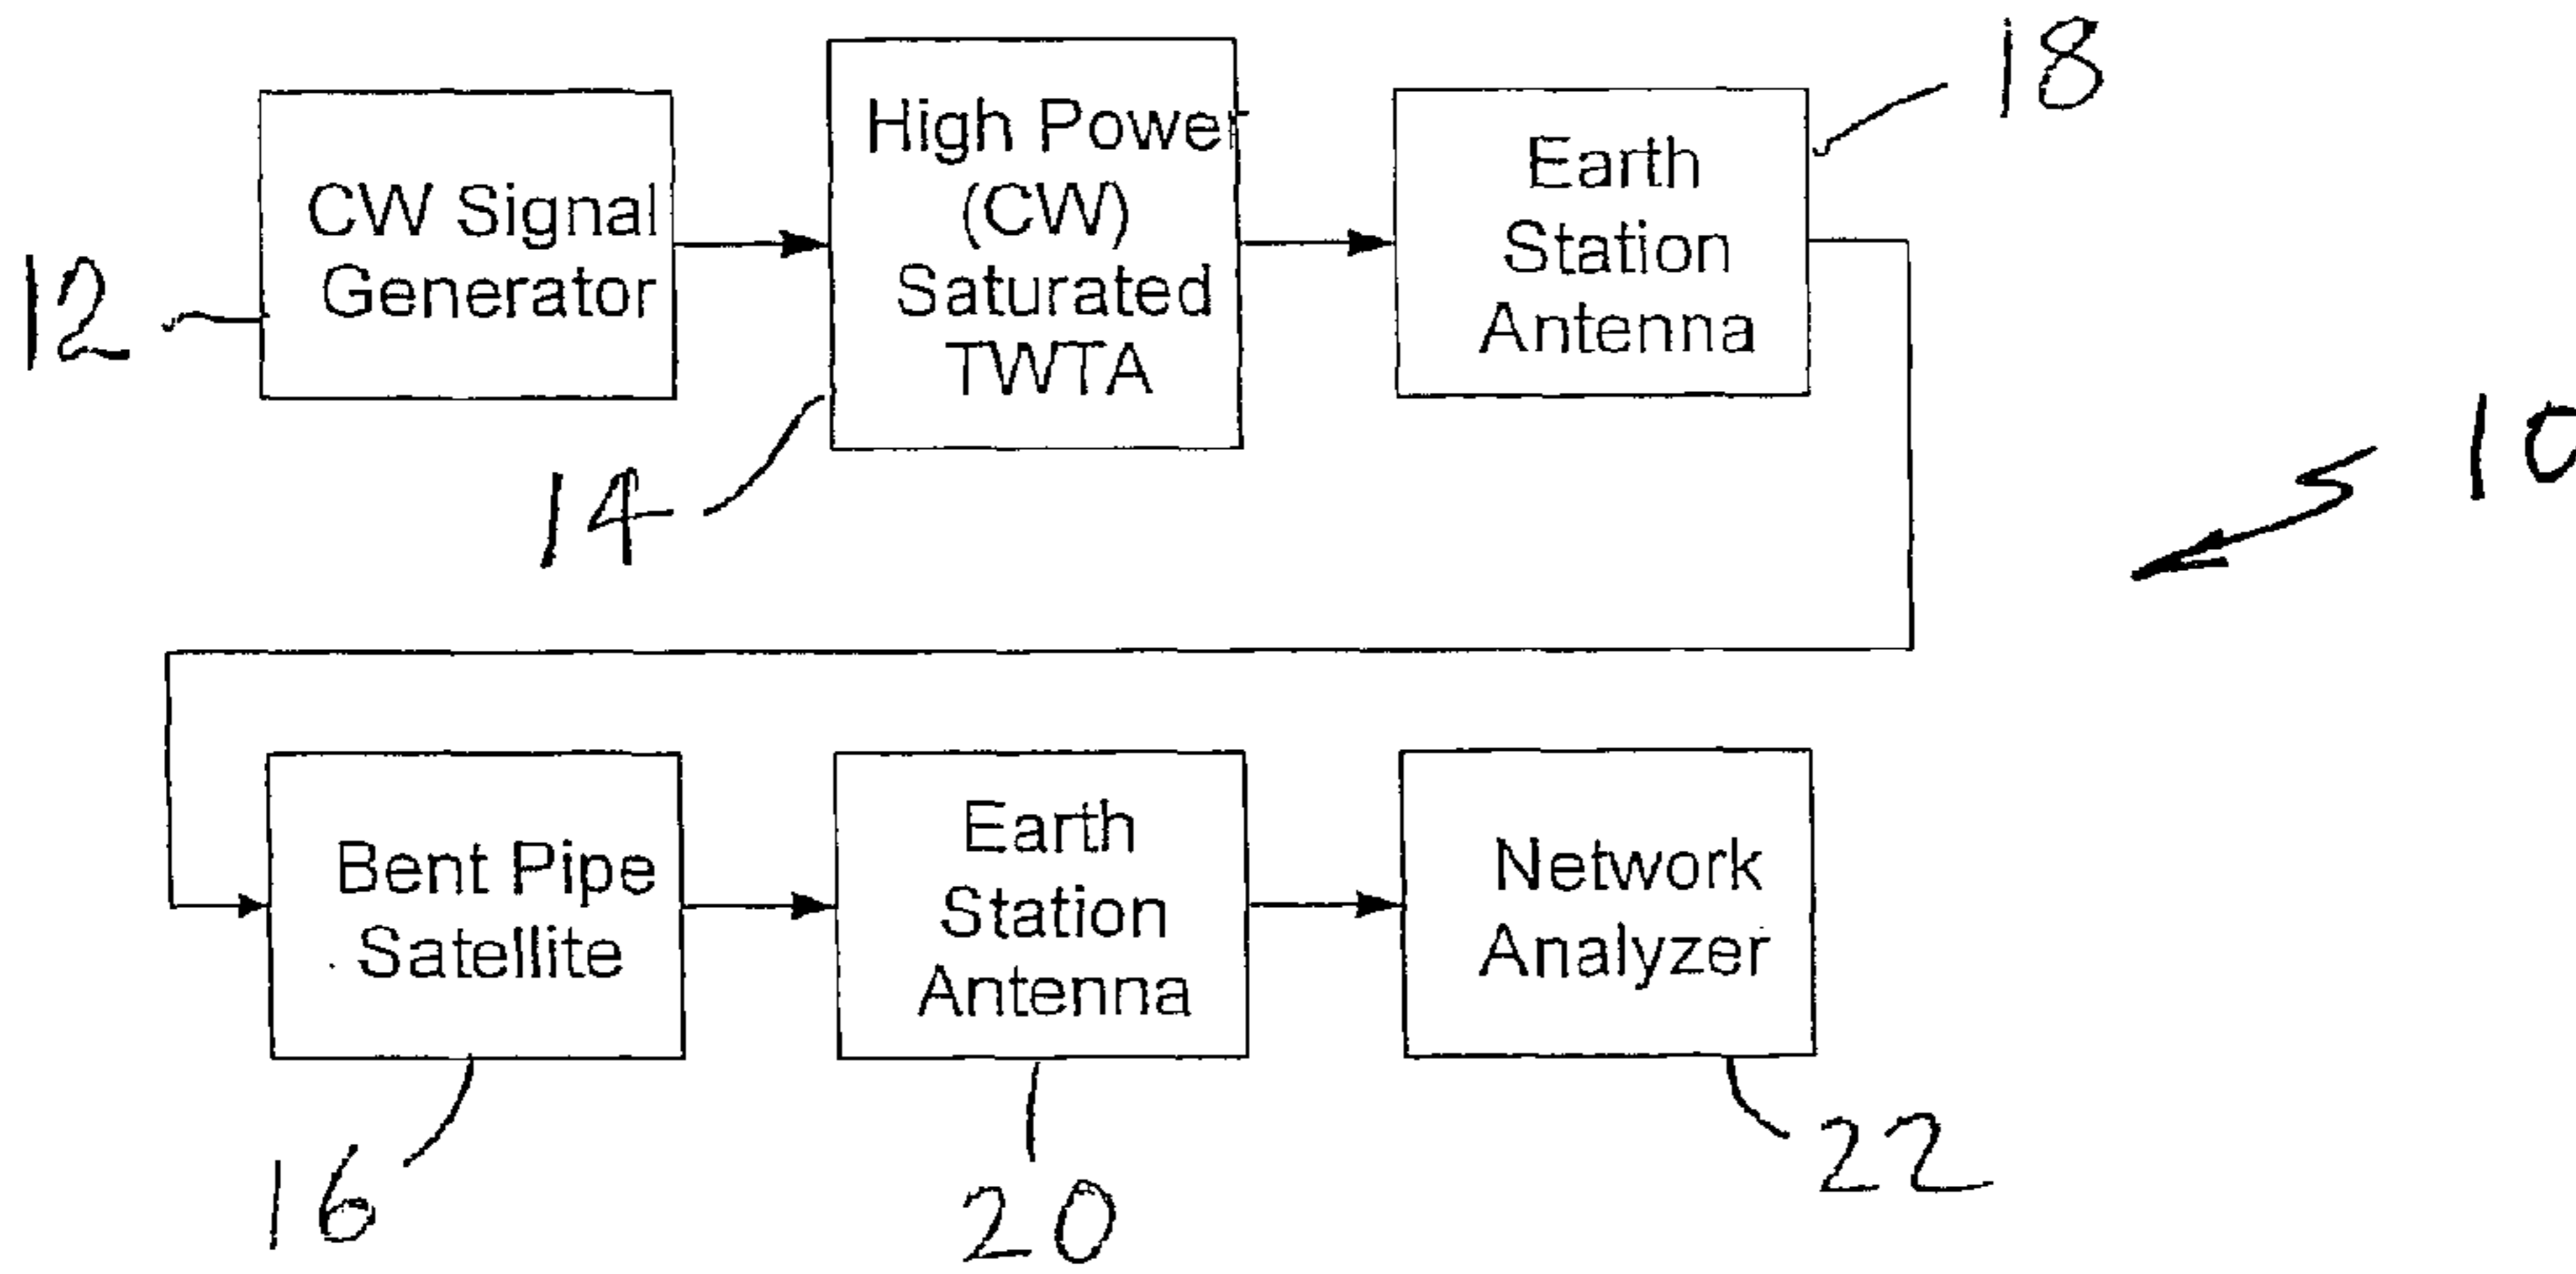 CW Signal
Generator
12
High Power
(CW)
Saturated
TWTA
14
Earth
Station
Antenna
18
10
Bent Pipe
Satellite
16
Earth
Station
Antenna
20
Network
Analyzer
22